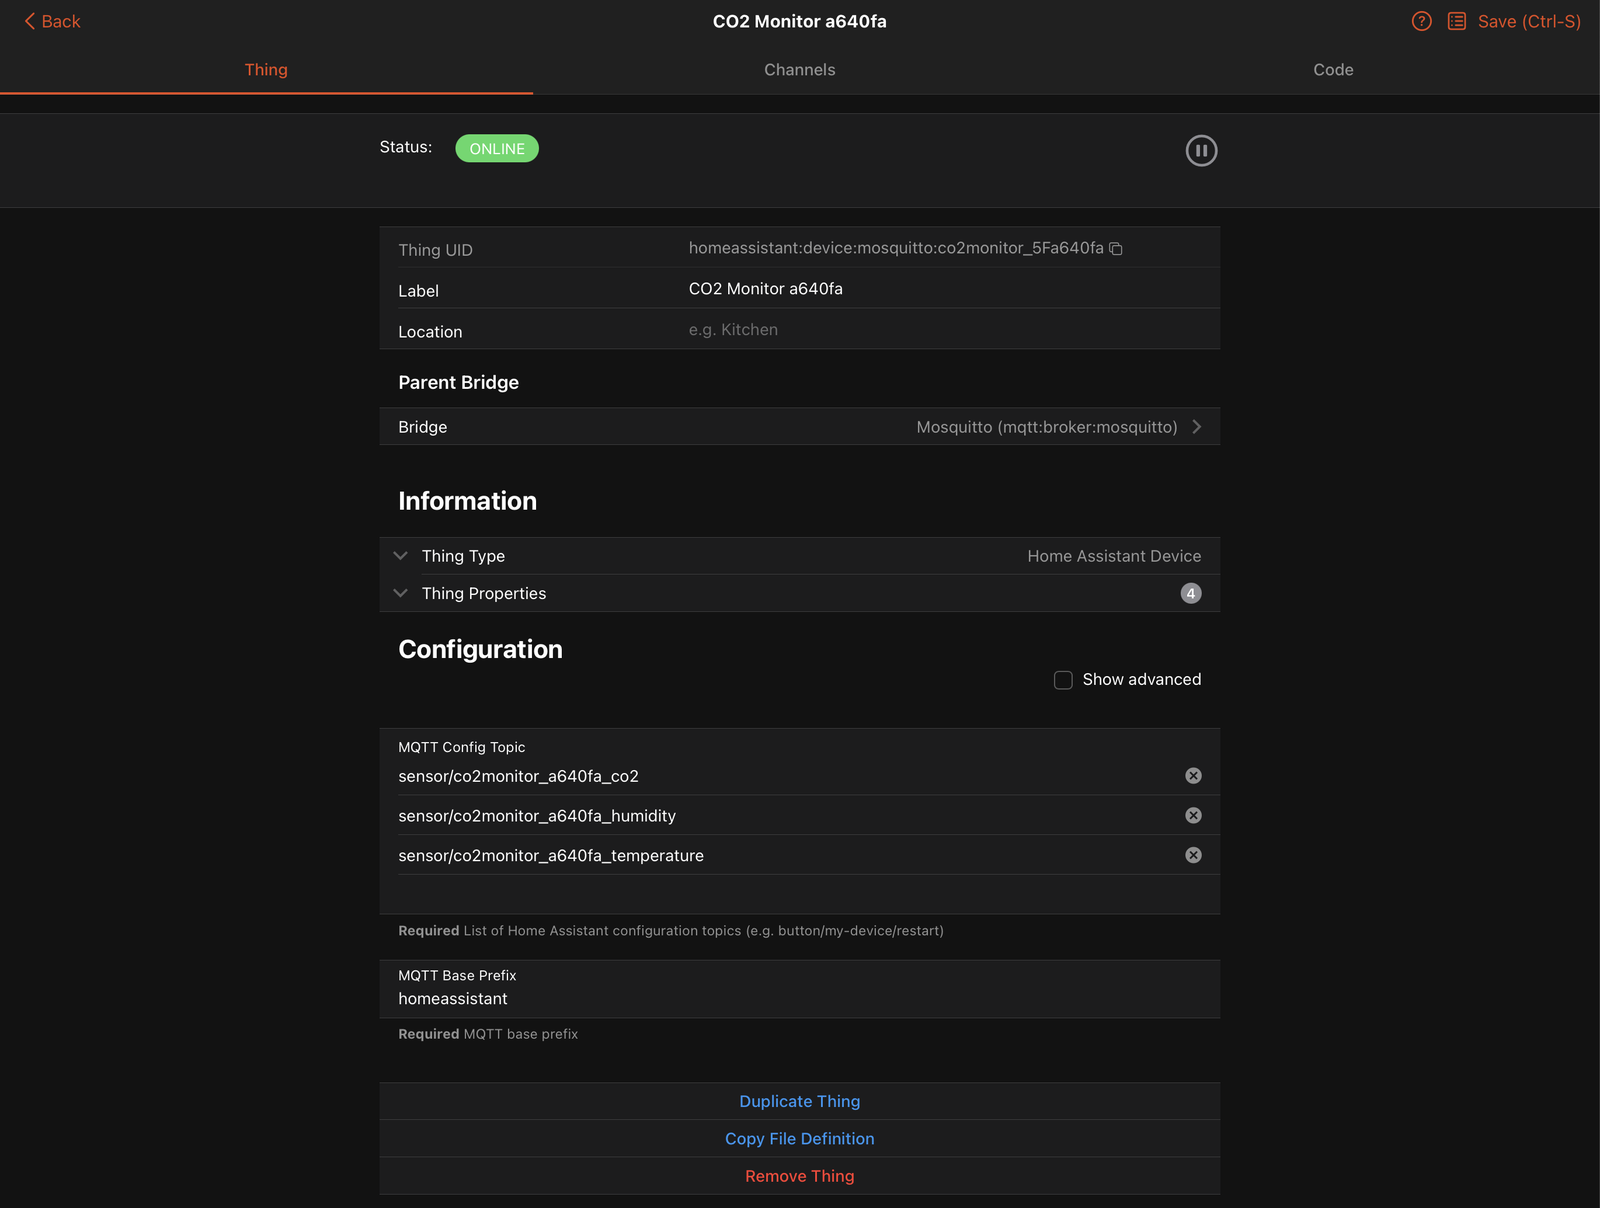 Back
CO2 Monitor a640fa
Save (Ctrl-S)
Thing
Channels
Code
Status:
ONLINE
Thing UID
homeassistant:device:mosquitto:co2monitor_5Fa640fa
Label
CO2 Monitor a640fa
Location
e.g. Kitchen
Parent Bridge
Bridge
Mosquitto (mqtt:broker:mosquitto)
Information
Thing Type
Home Assistant Device
Thing Properties
4
Configuration
Show advanced
MQTT Config Topic
sensor/co2monitor_a640fa_co2
sensor/co2monitor_a640fa_humidity
sensor/co2monitor_a640fa_temperature
Required List of Home Assistant configuration topics (e.g. button/my-device/restart)
MQTT Base Prefix
homeassistant
Required MQTT base prefix
Duplicate Thing
Copy File Definition
Remove Thing